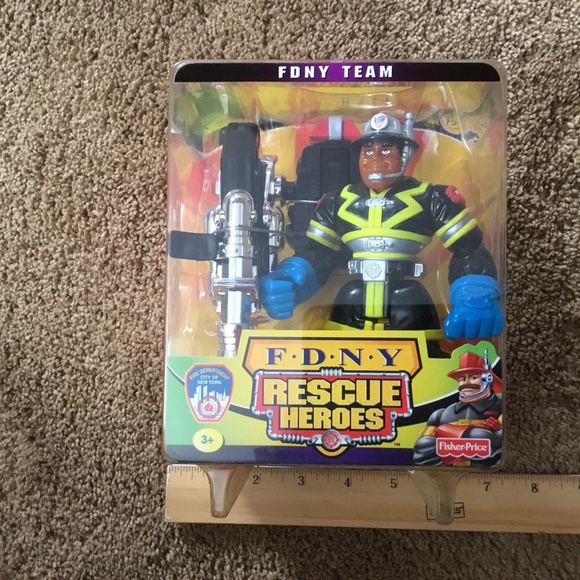 FDNY TEAM
F·D·N·Y
RESCUE
HEROES
TM
FIRE DEPARTMENT
CITY OF
NEW YORK
3+
Fisher-Price
2 3 4 5 7 8